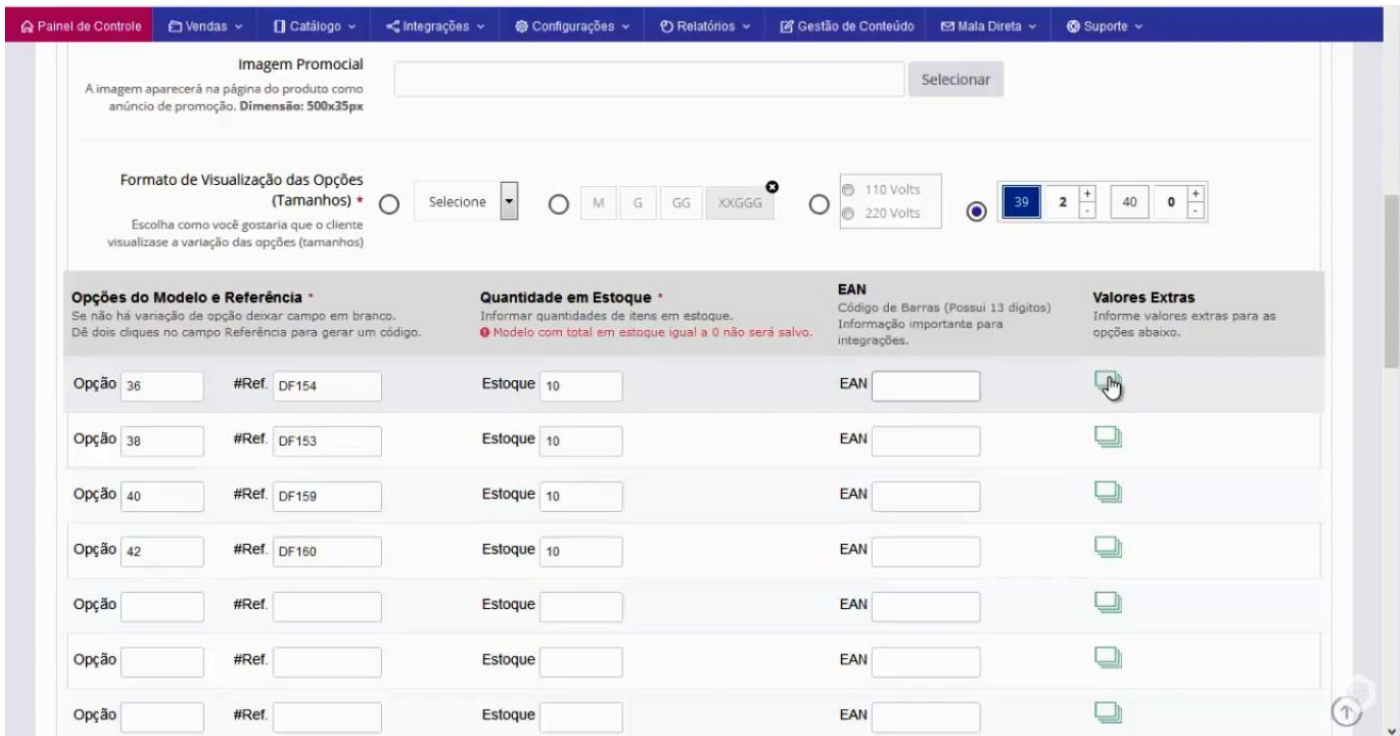 Painel de Controle Vendas Catálogo Integrações Configurações Relatórios Gestão de Conteúdo Mala Direta Suporte
Imagem Promocial
A imagem aparecerá na página do produto como
anúncio de promoção. Dimensão: 500x35px
Selecionar
Formato de Visualização das Opções
(Tamanhos) *
Escolha como você gostaria que o cliente
visualizase a variação das opções (tamanhos)
Selecione
M G GG XXGGG
110 Volts
220 Volts
39 2 + - 40 0 + -
Opções do Modelo e Referência *
Se não há variação de opção deixar campo em branco.
Dê dois cliques no campo Referência para gerar um código.
Quantidade em Estoque *
Informar quantidades de itens em estoque.
Modelo com total em estoque igual a 0 não será salvo.
EAN
Código de Barras (Possui 13 digitos)
Informação importante para
integrações.
Valores Extras
Informe valores extras para as
opções abaixo.
Opção 36 #Ref. DF154 Estoque 10 EAN
Opção 38 #Ref. DF153 Estoque 10 EAN
Opção 40 #Ref. DF159 Estoque 10 EAN
Opção 42 #Ref. DF160 Estoque 10 EAN
Opção #Ref. Estoque EAN
Opção #Ref. Estoque EAN
Opção #Ref. Estoque EAN